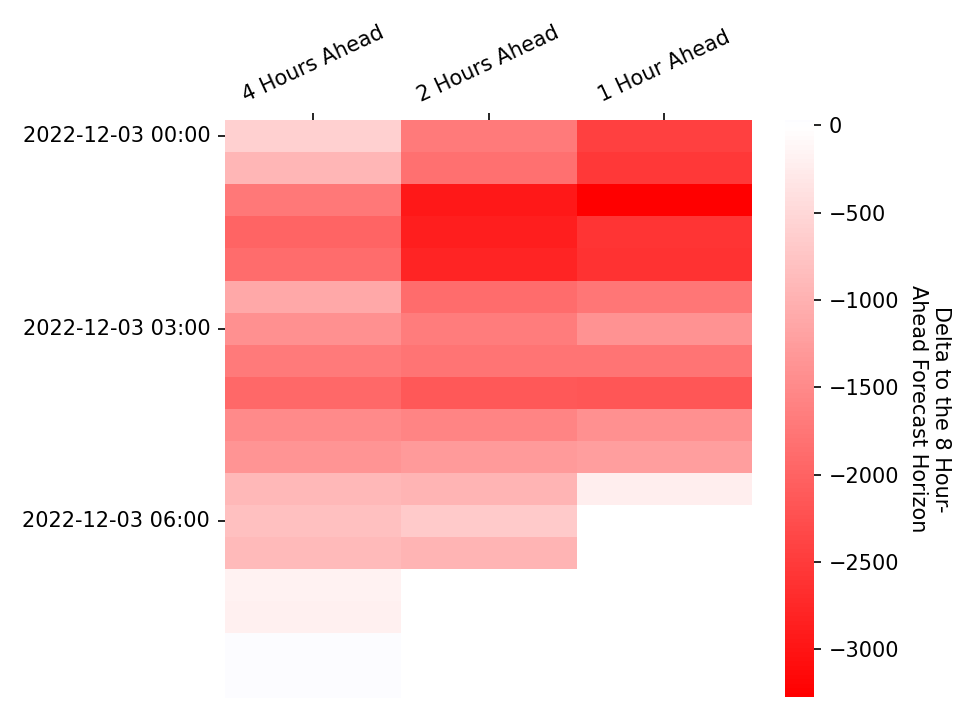 4 Hours Ahead
2 Hours Ahead
1 Hour Ahead
2022-12-03 00:00
2022-12-03 03:00
2022-12-03 06:00
0
−500
−1000
−1500
−2000
−2500
−3000
Delta to the 8 Hour-
Ahead Forecast Horizon